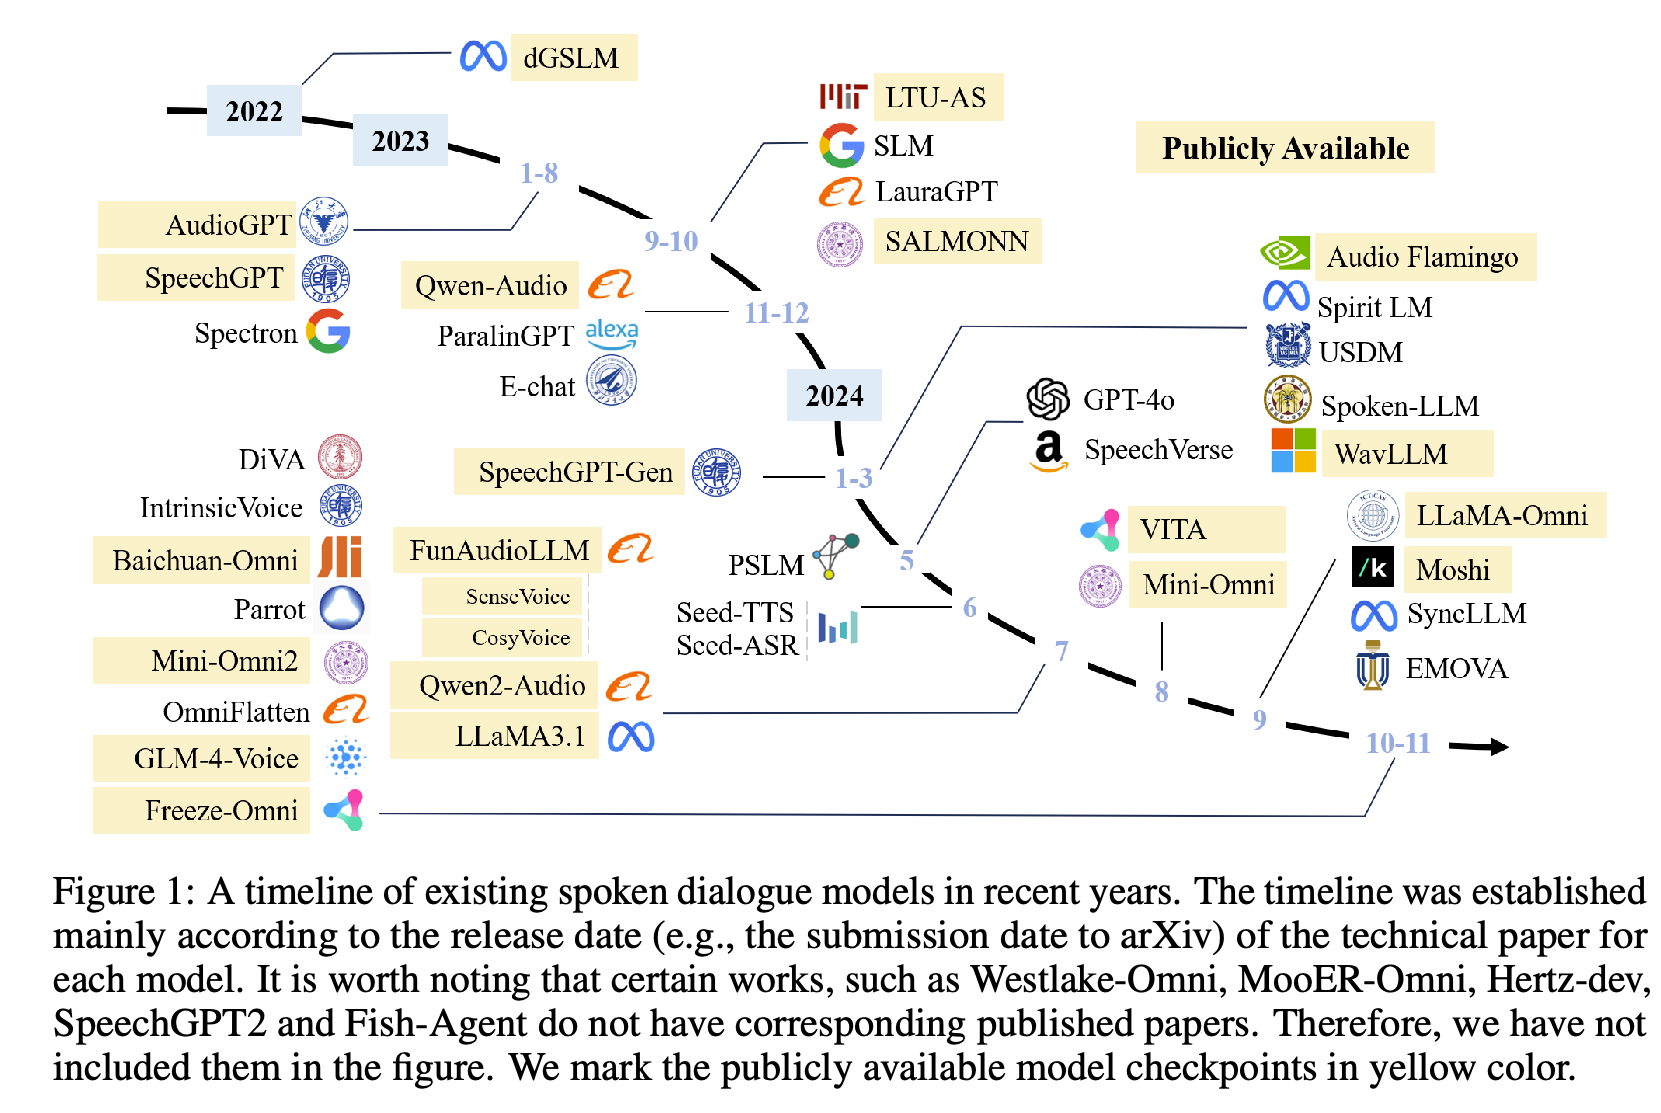 dGSLM
2022
2023
1-8
AudioGPT
SpeechGPT
Spectron
MIT
LTU-AS
SLM
LauraGPT
SALMONN
9-10
Publicly Available
Qwen-Audio
ParalinGPT
alexa
E-chat
11-12
2024
Audio Flamingo
Spirit LM
USDM
Spoken-LLM
WavLLM
SpeechGPT-Gen
1-3
GPT-4o
SpeechVerse
5
PSLM
Seed-TTS
Seed-ASR
6
FunAudioLLM
SenseVoice
CosyVoice
Qwen2-Audio
LLaMA3.1
7
VITA
Mini-Omni
8
LLaMA-Omni
/k
Moshi
SyncLLM
EMOVA
9
DiVA
IntrinsicVoice
Baichuan-Omni
Parrot
Mini-Omni2
OmniFlatten
GLM-4-Voice
Freeze-Omni
10-11
Figure 1: A timeline of existing spoken dialogue models in recent years. The timeline was established
mainly according to the release date (e.g., the submission date to arXiv) of the technical paper for
each model. It is worth noting that certain works, such as Westlake-Omni, MooER-Omni, Hertz-dev,
SpeechGPT2 and Fish-Agent do not have corresponding published papers. Therefore, we have not
included them in the figure. We mark the publicly available model checkpoints in yellow color.